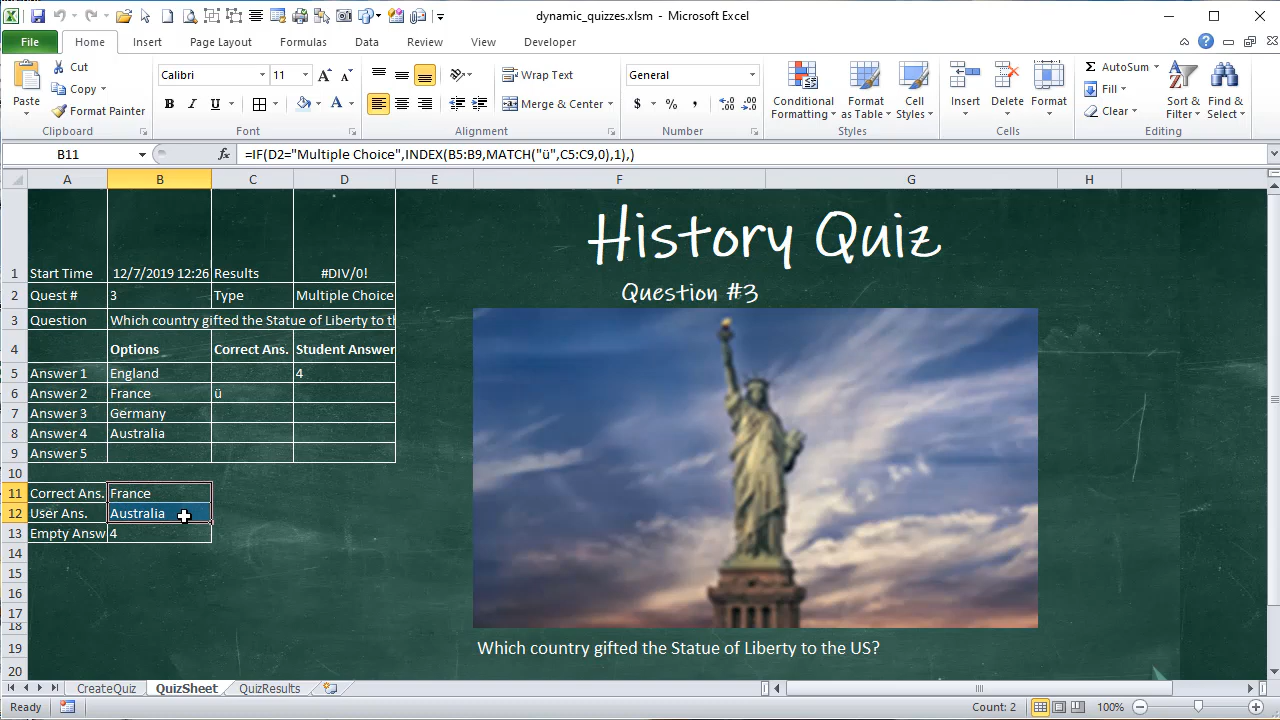 dynamic_quizzes.xlsm - Microsoft Excel
File Home Insert Page Layout Formulas Data Review View Developer
Paste
Cut
Copy
Format Painter
Clipboard
Calibri 11
B I U A
Font
Wrap Text
Merge & Center
Alignment
General
$ % ,
Number
Conditional Formatting
Format as Table
Cell Styles
Styles
Insert
Delete
Format
Cells
AutoSum
Fill
Clear
Sort & Filter
Find & Select
Editing
B11 fx =IF(D2="Multiple Choice",INDEX(B5:B9,MATCH("ü",C5:C9,0),1),)
A B C D E F G H
1 Start Time 12/7/2019 12:26 Results #DIV/0!
2 Quest # 3 Type Multiple Choice
3 Question Which country gifted the Statue of Liberty to th
4 Options Correct Ans. Student Answer
5 Answer 1 England 4
6 Answer 2 France ü
7 Answer 3 Germany
8 Answer 4 Australia
9 Answer 5
10
11 Correct Ans. France
12 User Ans. Australia
13 Empty Answ 4
14
15
16
17
18
19
20
History Quiz
Question #3
Which country gifted the Statue of Liberty to the US?
CreateQuiz QuizSheet QuizResults
Ready Count: 2 100%